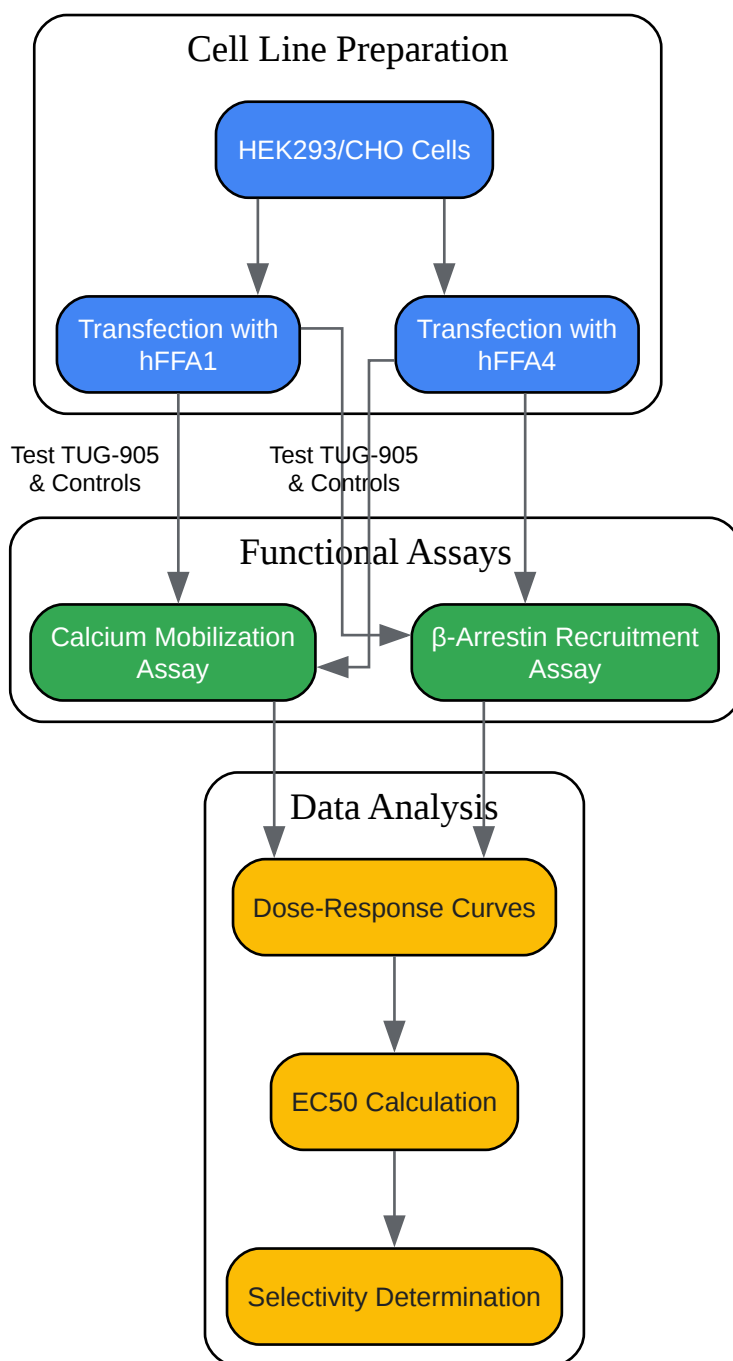 Cell Line Preparation
HEK293/CHO Cells
Transfection with
hFFA1
Transfection with
hFFA4
Test TUG-905
& Controls
Test TUG-905
& Controls
Functional Assays
Calcium Mobilization
Assay
β-Arrestin Recruitment
Assay
Data Analysis
Dose-Response Curves
EC50 Calculation
Selectivity Determination